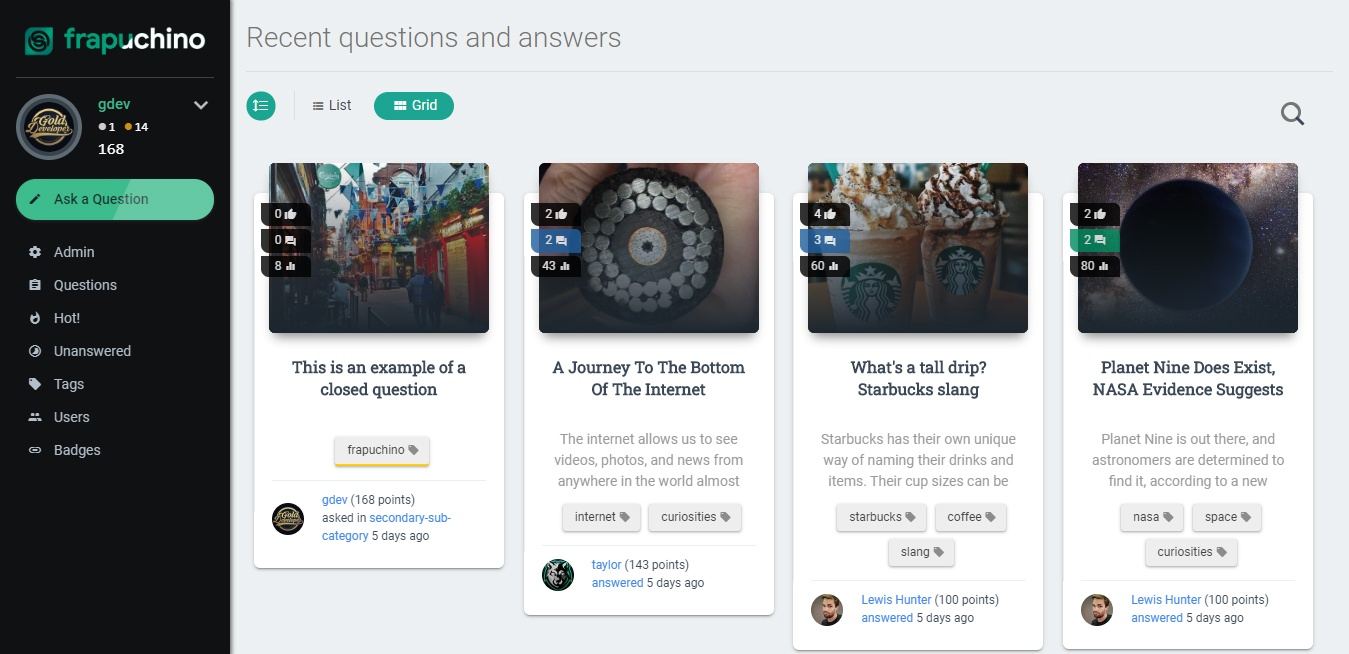 frapuchino
Recent questions and answers
gdev
1 14
168
Ask a Question
Admin
Questions
Hot!
Unanswered
Tags
Users
Badges
List
Grid
0
0
8
This is an example of a
closed question
frapuchino
gdev (168 points)
asked in secondary-sub-
category 5 days ago
2
2
43
A Journey To The Bottom
Of The Internet
The internet allows us to see
videos, photos, and news from
anywhere in the world almost
internet
curiosities
taylor (143 points)
answered 5 days ago
4
3
60
What's a tall drip?
Starbucks slang
Starbucks has their own unique
way of naming their drinks and
items. Their cup sizes can be
starbucks
coffee
slang
Lewis Hunter (100 points)
answered 5 days ago
2
2
80
Planet Nine Does Exist,
NASA Evidence Suggests
Planet Nine is out there, and
astronomers are determined to
find it, according to a new
nasa
space
curiosities
Lewis Hunter (100 points)
answered 5 days ago
Gold
Developer